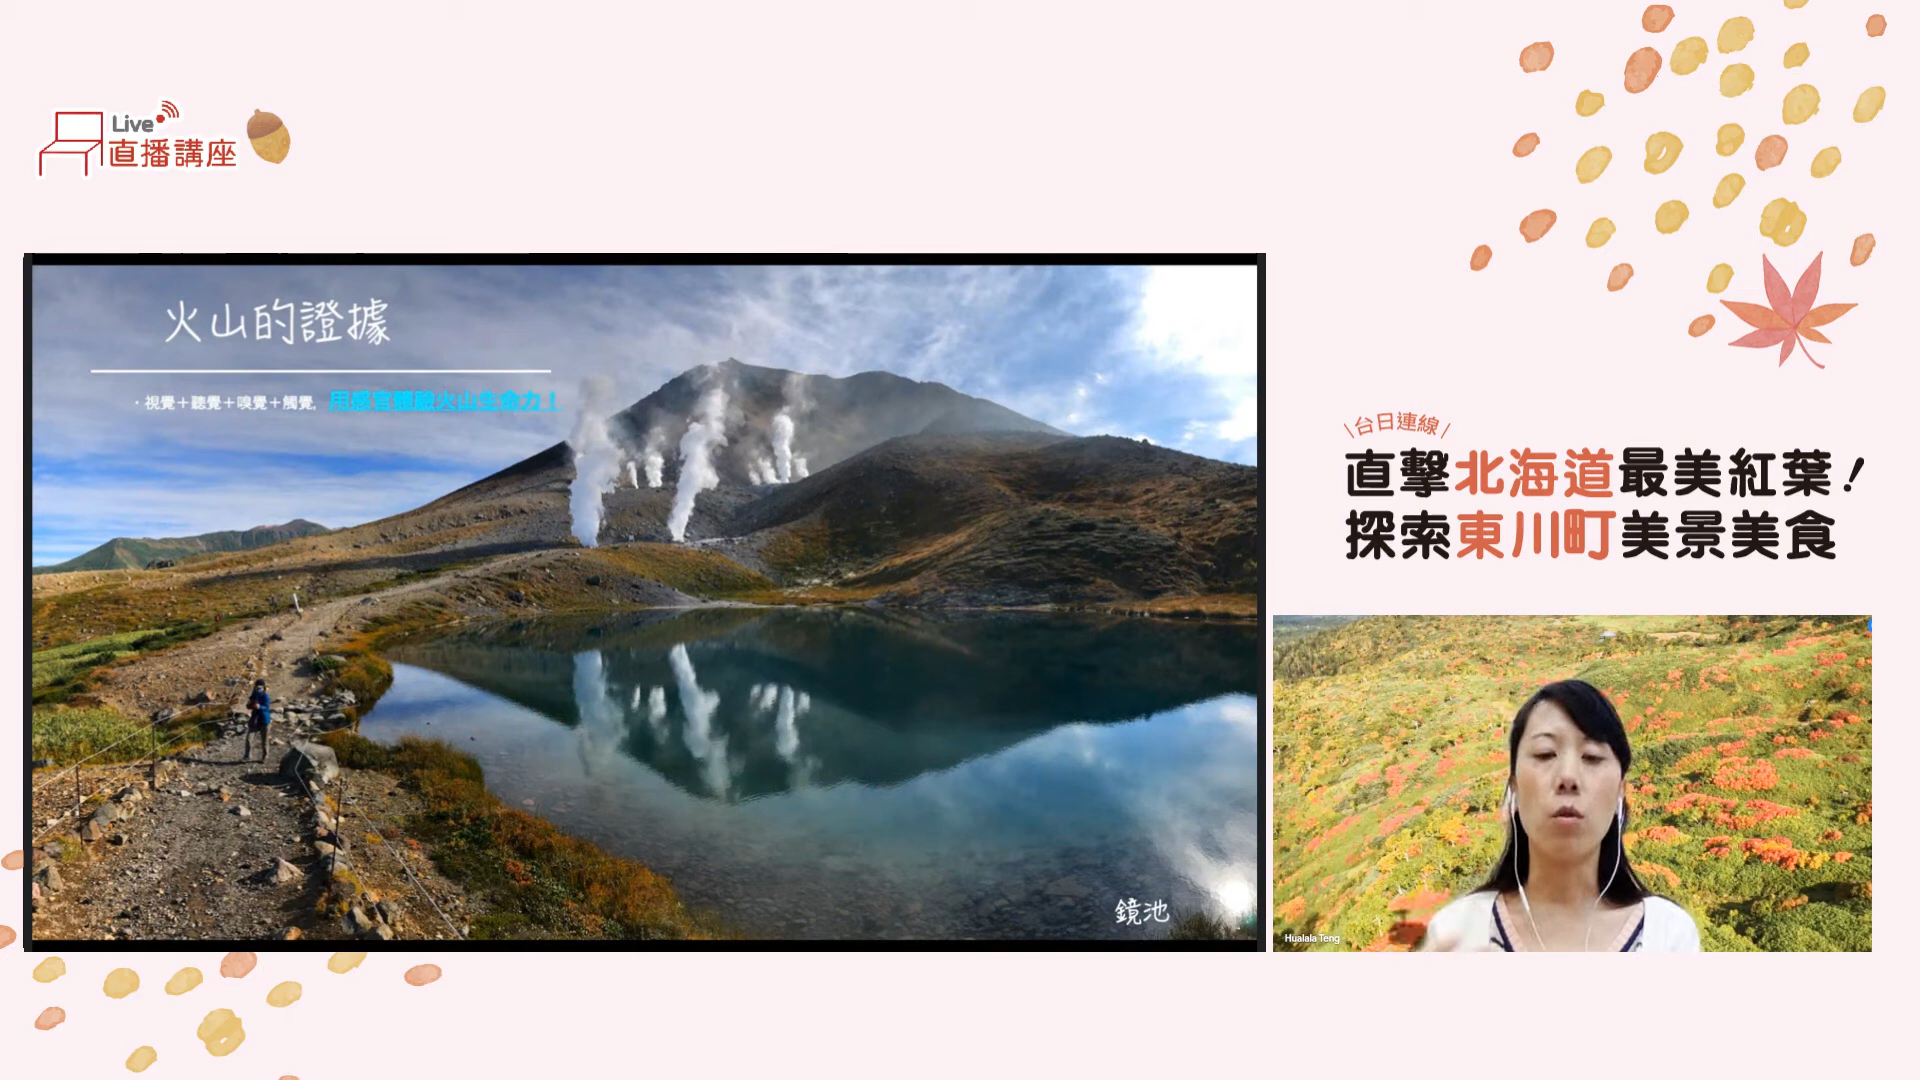 Live
直播講座
火山的證據
・視覺+聽覺+嗅覺+觸覺, 用感官體驗火山生命力！
鏡池
\台日連線/
直擊北海道最美紅葉!
探索東川町美景美食
Hualala Teng